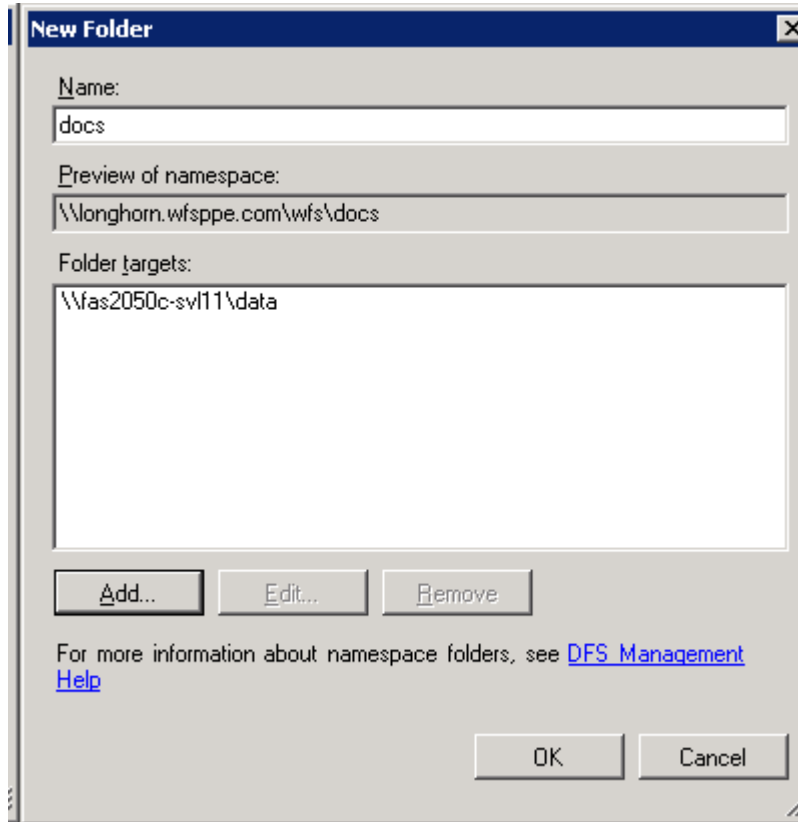 New Folder
Name:
docs
Preview of namespace:
\\longhorn.wfsppe.com\wfs\docs
Folder targets:
\\fas2050c-svl11\data
Add... Edit... Remove
For more information about namespace folders, see DFS Management
Help
OK Cancel